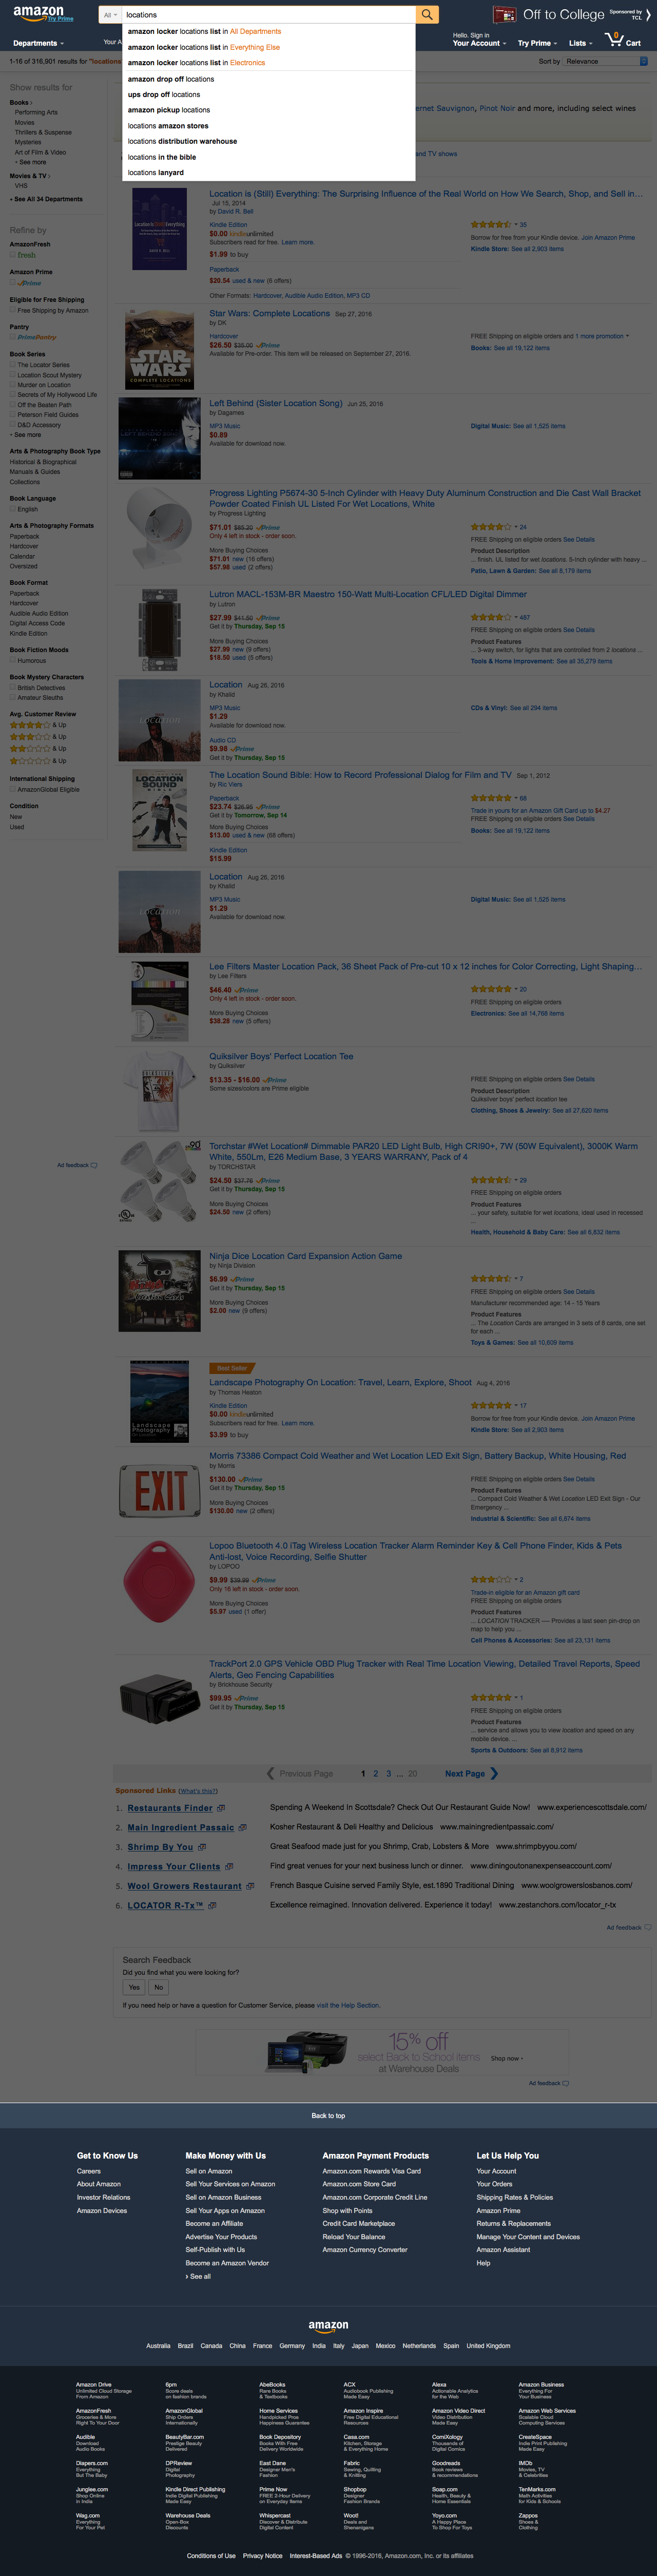 amazon
Try Prime
All
locations
Off to College
Sponsored by
TCL
Departments
Your A
Hello. Sign in
Your Account
Try Prime
Lists
0
Cart
amazon locker locations list in All Departments
amazon locker locations list in Everything Else
amazon locker locations list in Electronics
amazon drop off locations
ups drop off locations
amazon pickup locations
locations amazon stores
locations distribution warehouse
locations in the bible
locations lanyard
1-16 of 316,901 results for "locations
Sort by
Relevance
ernet Sauvignon, Pinot Noir and more, including select wines
and TV shows
Show results for
Books
Performing Arts
Movies
Thrillers & Suspense
Mysteries
Art of Film & Video
+ See more
Movies & TV
VHS
+ See All 34 Departments
Refine by
AmazonFresh
fresh
Amazon Prime
Prime
Eligible for Free Shipping
Free Shipping by Amazon
Pantry
PrimePantry
Book Series
The Locator Series
Location Scout Mystery
Murder on Location
Secrets of My Hollywood Life
Off the Beaten Path
Peterson Field Guides
D&D Accessory
+ See more
Arts & Photography Book Type
Historical & Biographical
Manuals & Guides
Collections
Book Language
English
Arts & Photography Formats
Paperback
Hardcover
Calendar
Oversized
Book Format
Paperback
Hardcover
Audible Audio Edition
Digital Access Code
Kindle Edition
Book Fiction Moods
Humorous
Book Mystery Characters
British Detectives
Amateur Sleuths
Avg. Customer Review
& Up
& Up
& Up
& Up
International Shipping
AmazonGlobal Eligible
Condition
New
Used
Ad feedback
Location is (Still) Everything: The Surprising Influence of the Real World on How We Search, Shop, and Sell in...
Jul 15, 2014
by David R. Bell
Kindle Edition
$0.00 kindleunlimited
Subscribers read for free. Learn more.
$1.99 to buy
Paperback
$20.54 used & new (8 offers)
Other Formats: Hardcover, Audible Audio Edition, MP3 CD
35
Borrow for free from your Kindle device. Join Amazon Prime
Kindle Store: See all 2,903 items
STAR WARS
COMPLETE LOCATIONS
Star Wars: Complete Locations Sep 27, 2016
by DK
Hardcover
$26.50 $35.00 Prime
Available for Pre-order. This item will be released on September 27, 2016.
FREE Shipping on eligible orders and 1 more promotion
Books: See all 19,122 items
Left Behind (Sister Location Song) Jun 25, 2016
by Dagames
MP3 Music
$0.89
Available for download now.
Digital Music: See all 1,525 items
Progress Lighting P5674-30 5-Inch Cylinder with Heavy Duty Aluminum Construction and Die Cast Wall Bracket
Powder Coated Finish UL Listed For Wet Locations, White
by Progress Lighting
$71.01 $85.20 Prime
Only 4 left in stock - order soon.
More Buying Choices
$71.01 new (16 offers)
$57.98 used (2 offers)
24
FREE Shipping on eligible orders See Details
Product Description
... finish. UL listed for wet locations. 5-inch cylinder with heavy ...
Patio, Lawn & Garden: See all 8,179 items
Lutron MACL-153M-BR Maestro 150-Watt Multi-Location CFL/LED Digital Dimmer
by Lutron
$27.99 $41.50 Prime
Get it by Thursday, Sep 15
More Buying Choices
$27.99 new (9 offers)
$18.50 used (5 offers)
487
FREE Shipping on eligible orders See Details
Product Features
... 3-way switch, for lights that are controlled from 2 locations ...
Tools & Home Improvement: See all 35,279 items
Location Aug 26, 2016
by Khalid
MP3 Music
$1.29
Available for download now.
Audio CD
$9.98 Prime
Get it by Thursday, Sep 15
CDs & Vinyl: See all 294 items
LOCATION
SOUND
BIBLE
The Location Sound Bible: How to Record Professional Dialog for Film and TV Sep 1, 2012
by Ric Viers
Paperback
$23.74 $26.95 Prime
Get it by Tomorrow, Sep 14
More Buying Choices
$13.00 used & new (68 offers)
Kindle Edition
$15.99
66
Trade in yours for an Amazon Gift Card up to $4.27
FREE Shipping on eligible orders See Details
Books: See all 19,122 items
Location Aug 26, 2016
by Khalid
MP3 Music
$1.29
Available for download now.
Digital Music: See all 1,525 items
Lee Filters Master Location Pack, 36 Sheet Pack of Pre-cut 10 x 12 inches for Color Correcting, Light Shaping...
by Lee Filters
$46.40 Prime
Only 4 left in stock - order soon.
More Buying Choices
$38.28 new (5 offers)
20
FREE Shipping on eligible orders
Electronics: See all 14,768 items
Quiksilver Boys' Perfect Location Tee
by Quiksilver
$13.35 - $16.00 Prime
Some sizes/colors are Prime eligible
FREE Shipping on eligible orders See Details
Product Description
Quiksilver boys' perfect location tee
Clothing, Shoes & Jewelry: See all 27,620 items
Torchstar #Wet Location# Dimmable PAR20 LED Light Bulb, High CRI90+, 7W (50W Equivalent), 3000K Warm
White, 550Lm, E26 Medium Base, 3 YEARS WARRANY, Pack of 4
by TORCHSTAR
$24.50 $37.79 Prime
Get it by Thursday, Sep 15
More Buying Choices
$24.50 new (2 offers)
29
FREE Shipping on eligible orders
Product Features
... your safety, suitable for wet locations, ideal used in recessed
...
Health, Household & Baby Care: See all 6,832 items
Ninja Dice Location Card Expansion Action Game
by Ninja Division
$6.99 Prime
Get it by Thursday, Sep 15
More Buying Choices
$2.00 new (9 offers)
7
FREE Shipping on eligible orders See Details
Manufacturer recommended age: 14 - 15 Years
Product Features
... The Location Cards are arranged in 3 sets of 6 cards, one set
for each ...
Toys & Games: See all 10,609 items
Best Seller
Landscape
Photography
Landscape Photography On Location: Travel, Learn, Explore, Shoot Aug 4, 2016
by Thomas Heaton
Kindle Edition
$0.00 kindleunlimited
Subscribers read for free. Learn more.
$3.99 to buy
17
Borrow for free from your Kindle device. Join Amazon Prime
Kindle Store: See all 2,903 items
EXIT
Morris 73386 Compact Cold Weather and Wet Location LED Exit Sign, Battery Backup, White Housing, Red
by Morris
$130.00 Prime
Get it by Thursday, Sep 15
More Buying Choices
$130.00 new (2 offers)
FREE Shipping on eligible orders See Details
Product Features
... Compact Cold Weather & Wet Location LED Exit Sign - Our
Emergency ...
Industrial & Scientific: See all 6,874 items
Lopoo Bluetooth 4.0 iTag Wireless Location Tracker Alarm Reminder Key & Cell Phone Finder, Kids & Pets
Anti-lost, Voice Recording, Selfie Shutter
by LOPOO
$9.99 $39.99 Prime
Only 16 left in stock - order soon.
More Buying Choices
$5.97 used (1 offer)
2
Trade-in eligible for an Amazon gift card
FREE Shipping on eligible orders
Product Features
... LOCATION TRACKER ---- Provides a last seen pin-drop on
map to help you ...
Cell Phones & Accessories: See all 23,131 items
TrackPort 2.0 GPS Vehicle OBD Plug Tracker with Real Time Location Viewing, Detailed Travel Reports, Speed
Alerts, Geo Fencing Capabilities
by Brickhouse Security
$99.95 Prime
Get it by Thursday, Sep 15
1
FREE Shipping on eligible orders
Product Features
... service and allows you to view location and speed on any
mobile device. ...
Sports & Outdoors: See all 8,912 items
Previous Page 1 2 3 ... 20 Next Page
Sponsored Links (What's this?)
1. Restaurants Finder Spending A Weekend In Scottsdale? Check Out Our Restaurant Guide Now! www.experiencescottsdale.com/
2. Main Ingredient Passaic Kosher Restaurant & Deli Healthy and Delicious www.mainingredientpassaic.com/
3. Shrimp By You Great Seafood made just for you Shrimp, Crab, Lobsters & More www.shrimpbyyou.com/
4. Impress Your Clients Find great venues for your next business lunch or dinner. www.diningoutonanexpenseaccount.com/
5. Wool Growers Restaurant French Basque Cuisine served Family Style, est.1890 Traditional Dining www.woolgrowerslosbanos.com/
6. LOCATOR R-Tx™ Excellence reimagined. Innovation delivered. Experience it today! www.zestanchors.com/locator_r-tx
Ad feedback
Search Feedback
Did you find what you were looking for?
Yes
No
If you need help or have a question for Customer Service, please visit the Help Section.
15% off
select Back to School items
at Warehouse Deals
Shop now ›
Ad feedback
Back to top
Get to Know Us
Careers
About Amazon
Investor Relations
Amazon Devices
Make Money with Us
Sell on Amazon
Sell Your Services on Amazon
Sell on Amazon Business
Sell Your Apps on Amazon
Become an Affiliate
Advertise Your Products
Self-Publish with Us
Become an Amazon Vendor
› See all
Amazon Payment Products
Amazon.com Rewards Visa Card
Amazon.com Store Card
Amazon.com Corporate Credit Line
Shop with Points
Credit Card Marketplace
Reload Your Balance
Amazon Currency Converter
Let Us Help You
Your Account
Your Orders
Shipping Rates & Policies
Amazon Prime
Returns & Replacements
Manage Your Content and Devices
Amazon Assistant
Help
amazon
Australia Brazil Canada China France Germany India Italy Japan Mexico Netherlands Spain United Kingdom
Amazon Drive
Unlimited Cloud Storage
From Amazon
6pm
Score deals
on fashion brands
AbeBooks
Rare Books
& Textbooks
ACX
Audiobook Publishing
Made Easy
Alexa
Actionable Analytics
for the Web
Amazon Business
Everything For
Your Business
AmazonFresh
Groceries & More
Right To Your Door
AmazonGlobal
Ship Orders
Internationally
Home Services
Handpicked Pros
Happiness Guarantee
Amazon Inspire
Free Digital Educational
Resources
Amazon Video Direct
Video Distribution
Made Easy
Amazon Web Services
Scalable Cloud
Computing Services
Audible
Download
Audio Books
BeautyBar.com
Prestige Beauty
Delivered
Book Depository
Books With Free
Delivery Worldwide
Casa.com
Kitchen, Storage
& Everything Home
ComiXology
Thousands of
Digital Comics
CreateSpace
Indie Print Publishing
Made Easy
Diapers.com
Everything
But The Baby
DPReview
Digital
Photography
East Dane
Designer Men's
Fashion
Fabric
Sewing, Quilting
& Knitting
Goodreads
Book reviews
& recommendations
IMDb
Movies, TV
& Celebrities
Junglee.com
Shop Online
in India
Kindle Direct Publishing
Indie Digital Publishing
Made Easy
Prime Now
FREE 2-Hour Delivery
on Everyday Items
Shopbop
Designer
Fashion Brands
Soap.com
Health, Beauty &
Home Essentials
TenMarks.com
Math Activities
for Kids & Schools
Wag.com
Everything
For Your Pet
Warehouse Deals
Open-Box
Discounts
Whispercast
Discover & Distribute
Digital Content
Woot!
Deals and
Shenanigans
Yoyo.com
A Happy Place
To Shop For Toys
Zappos
Shoes &
Clothing
Conditions of Use Privacy Notice Interest-Based Ads © 1996-2016, Amazon.com, Inc. or its affiliates